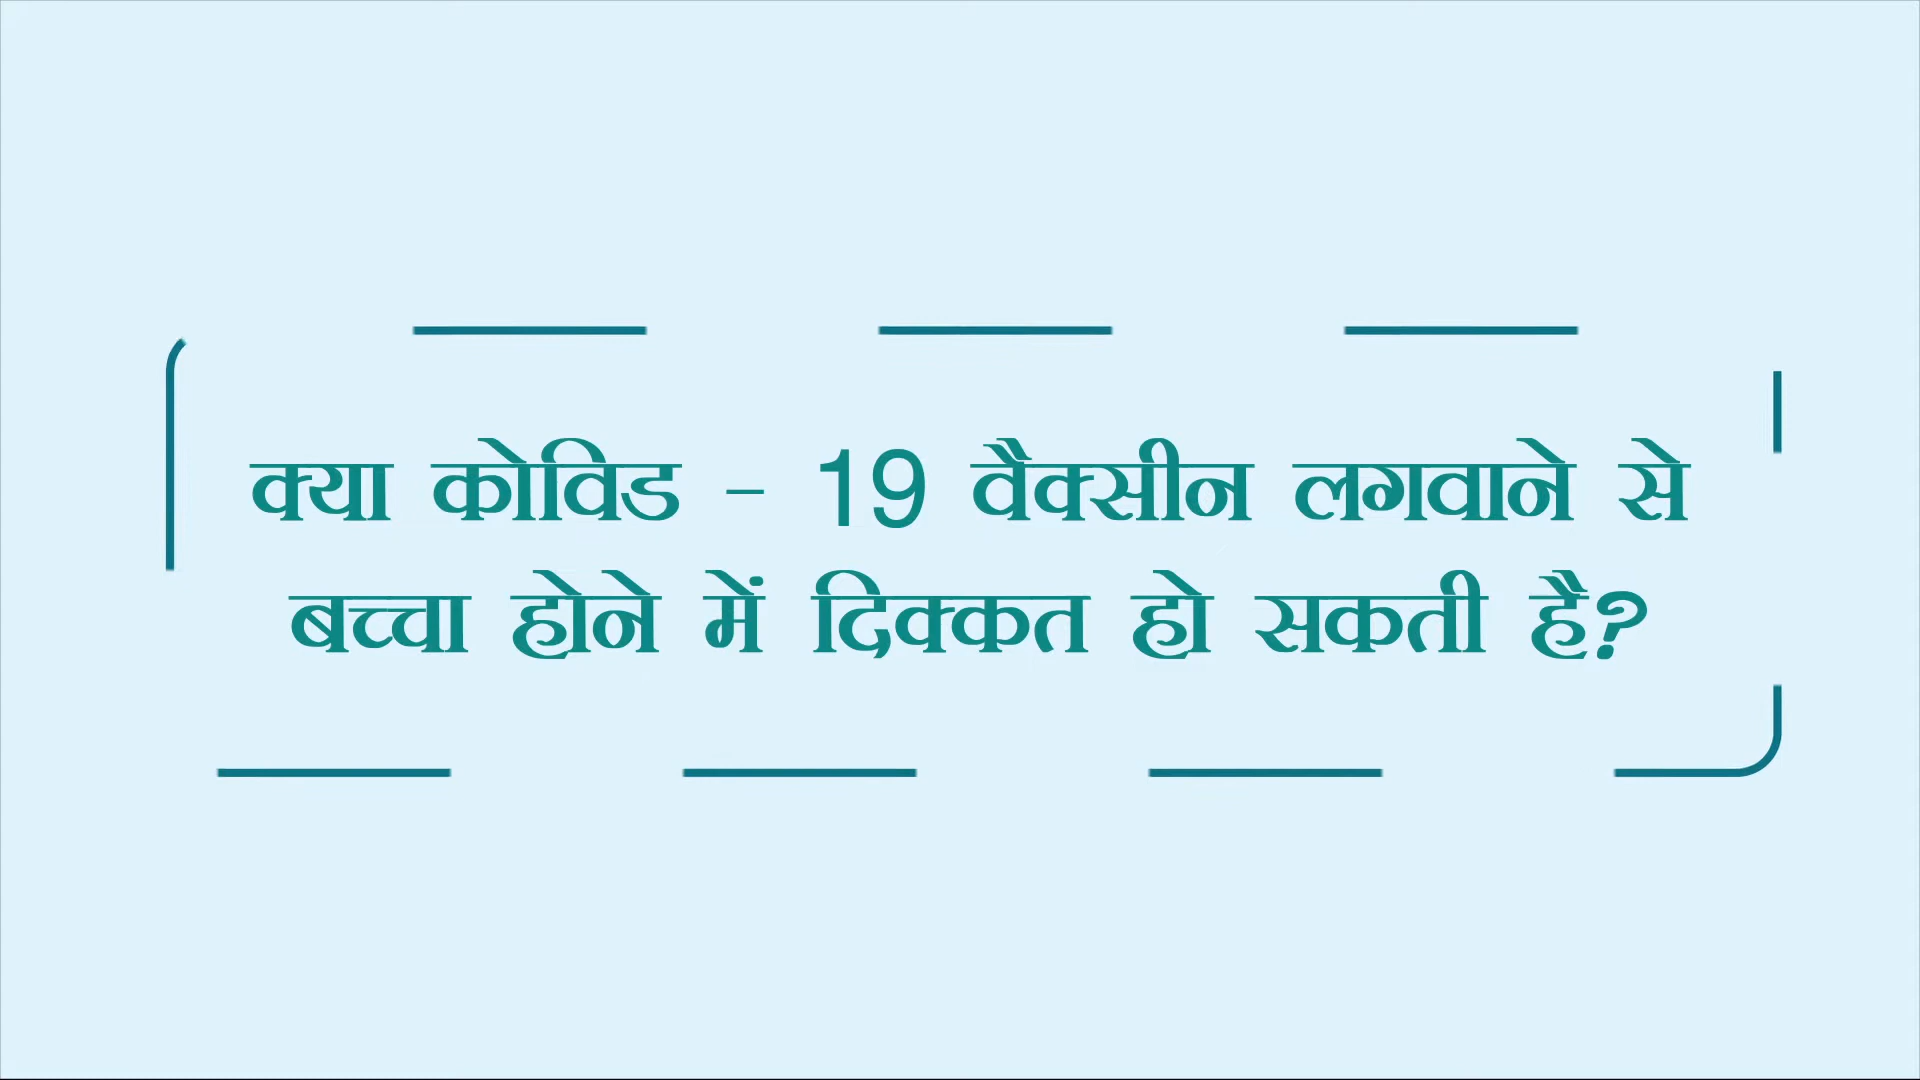 क्या कोविड - 19 वैक्सीन लगवाने से
बच्चा होने में दिक्कत हो सकती है?